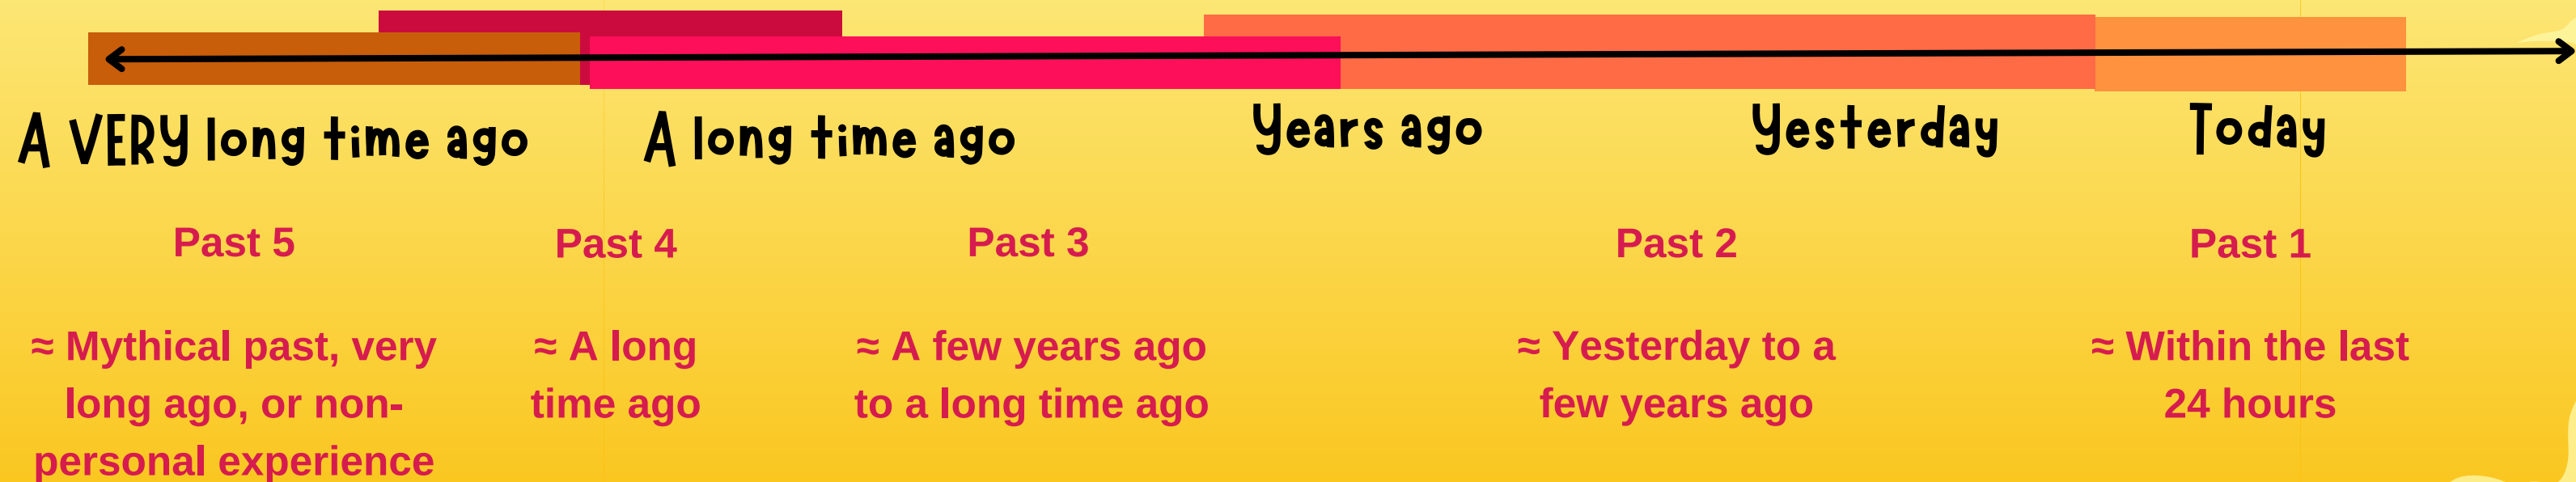 A VERY long time ago
A long time ago
Years ago
Yesterday
Today
Past 5
Past 4
Past 3
Past 2
Past 1
≈ Mythical past, very
long ago, or non-
personal experience
≈ A long
time ago
≈ A few years ago
to a long time ago
≈ Yesterday to a
few years ago
≈ Within the last
24 hours